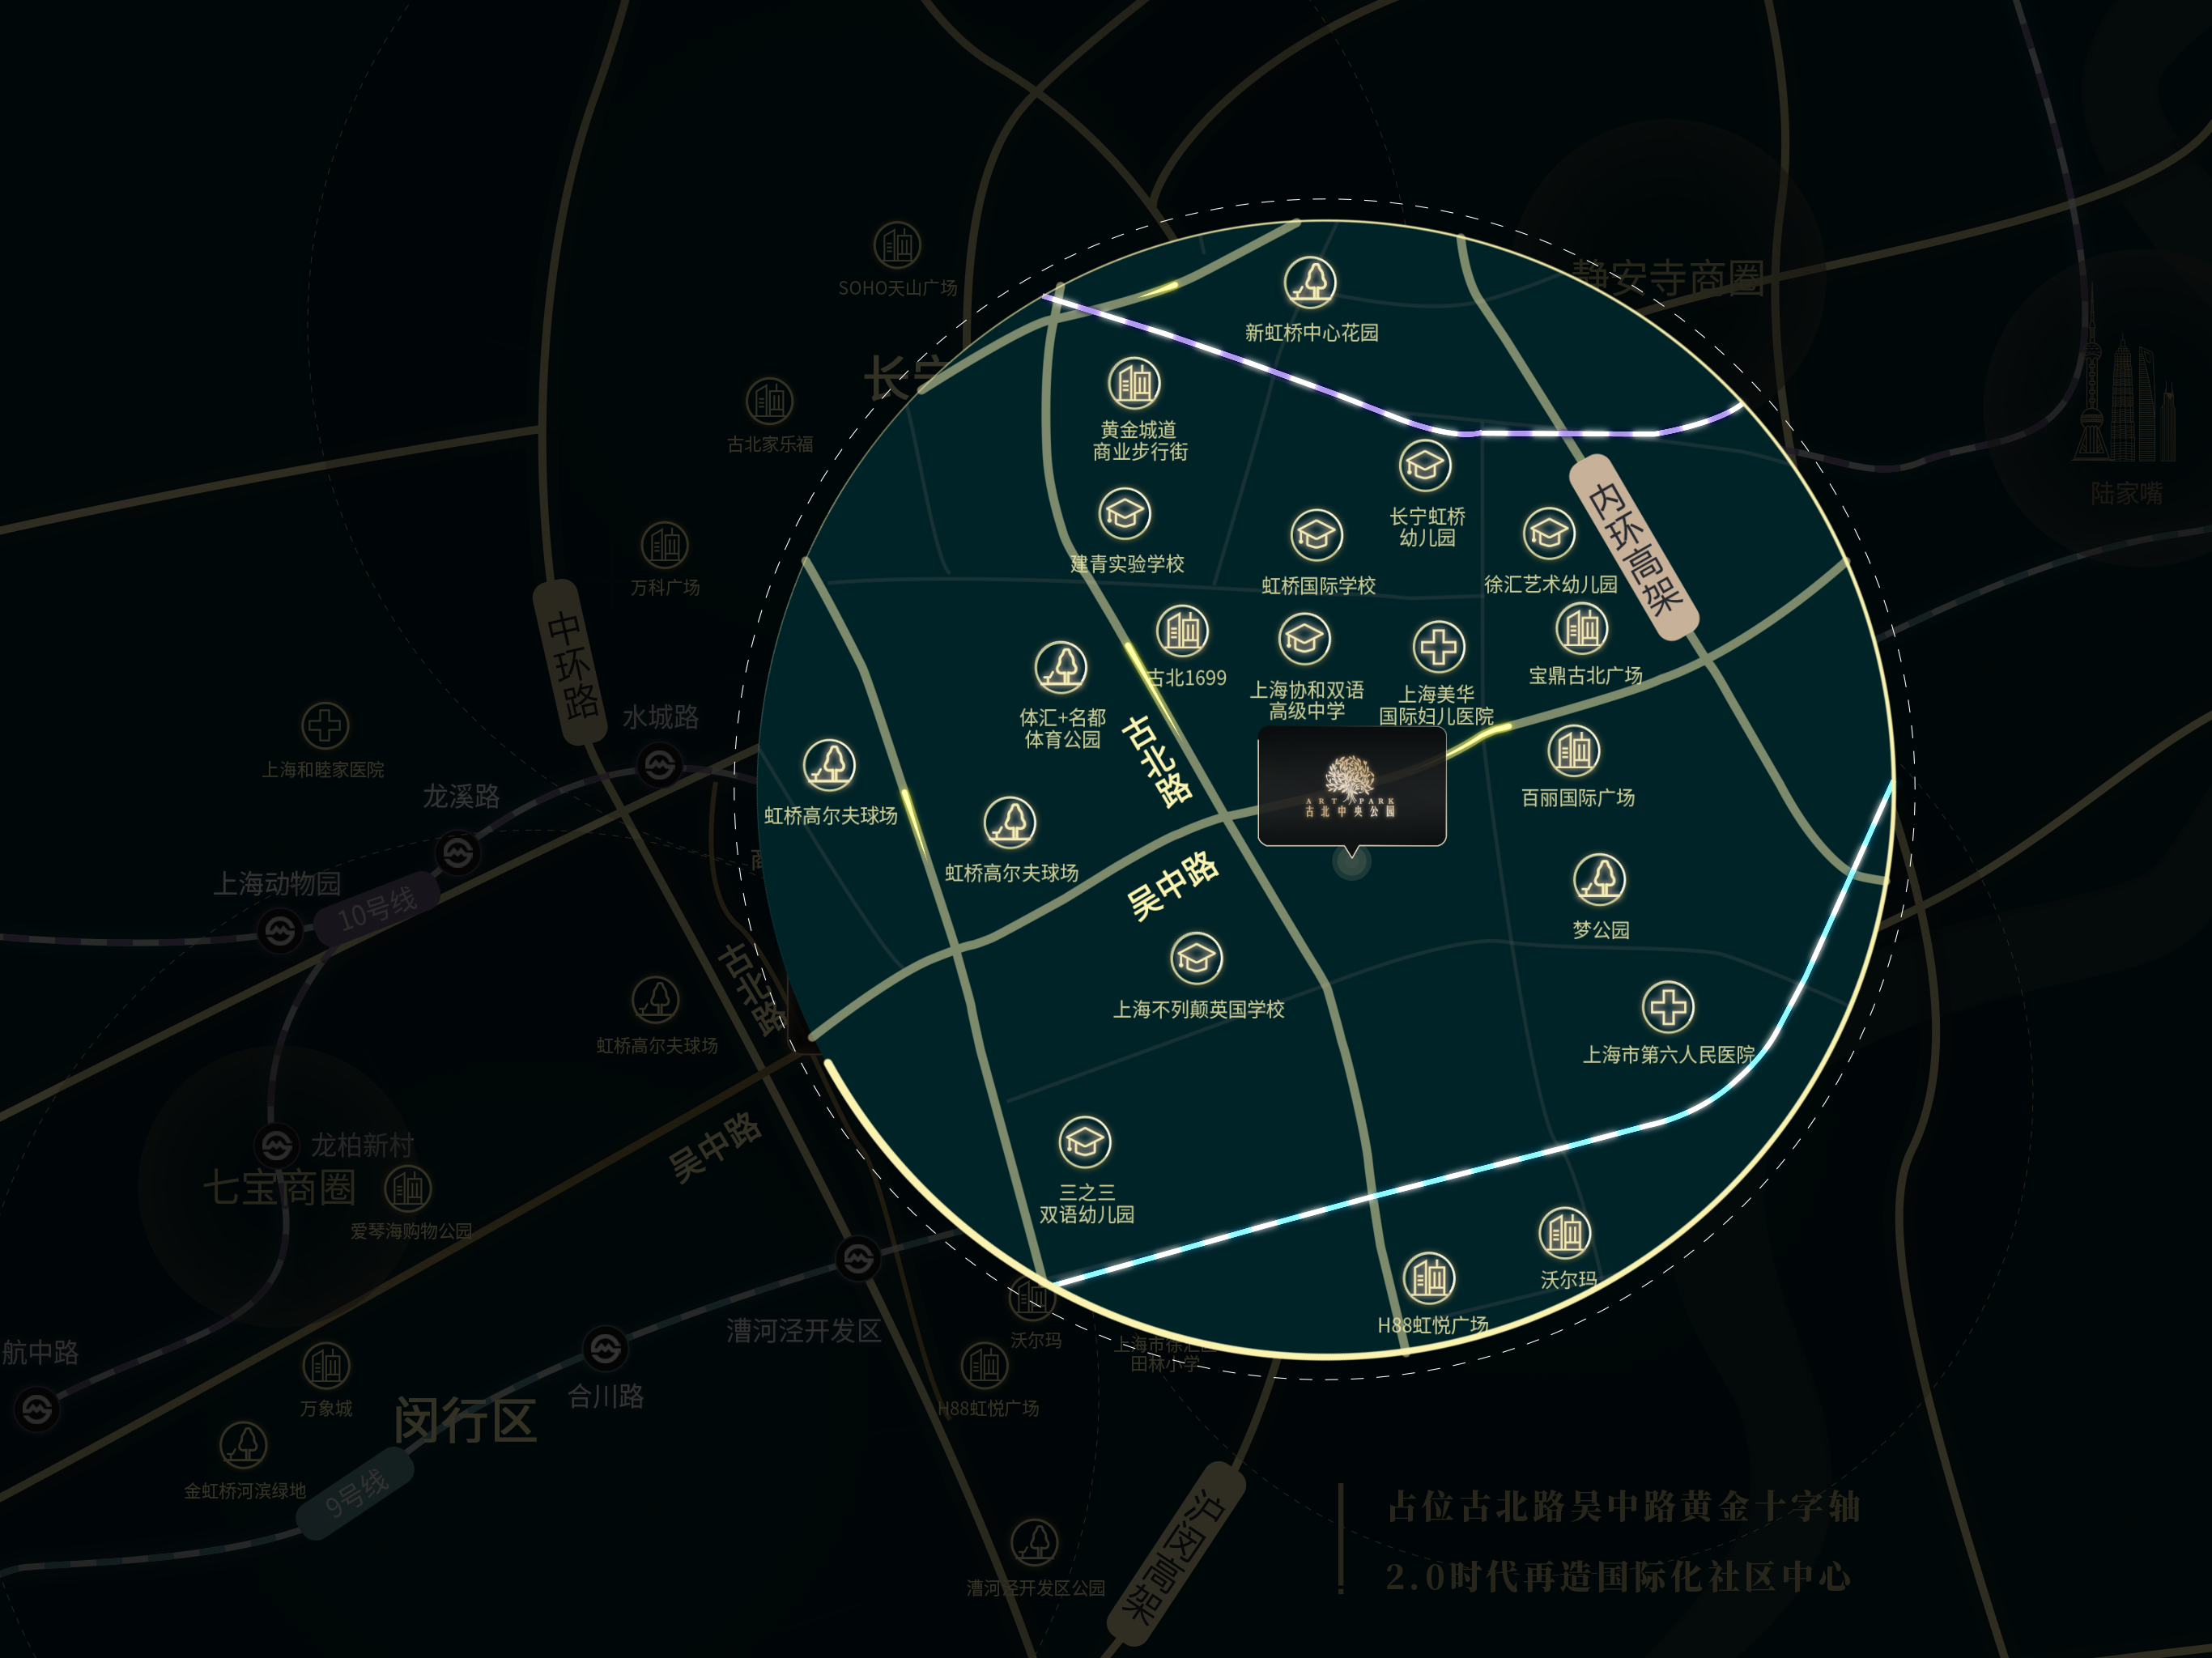 SOHO天山广场
静安寺商圈
新虹桥中心花园
长宁
古北家乐福
黄金城道
商业步行街
陆家嘴
长宁虹桥
幼儿园
内环高架
建青实验学校
虹桥国际学校
徐汇艺术幼儿园
万科广场
中环路
古北1699
上海协和双语
高级中学
上海美华
国际妇儿医院
宝鼎古北广场
体汇+名都
体育公园
水城路
古北路
上海和睦家医院
龙溪路
虹桥高尔夫球场
ART PARK
古北中央公园
百丽国际广场
商
虹桥高尔夫球场
吴中路
上海动物园
10号线
梦公园
古北路
上海不列颠英国学校
虹桥高尔夫球场
上海市第六人民医院
龙柏新村
吴中路
七宝商圈
爱琴海购物公园
三之三
双语幼儿园
沃尔玛
H88虹悦广场
漕河泾开发区
沃尔玛
上海市徐汇区
田林小学
航中路
合川路
万象城
闵行区
H88虹悦广场
金虹桥河滨绿地
9号线
沪闵高架
漕河泾开发区公园
占位古北路吴中路黄金十字轴
2.0时代再造国际化社区中心